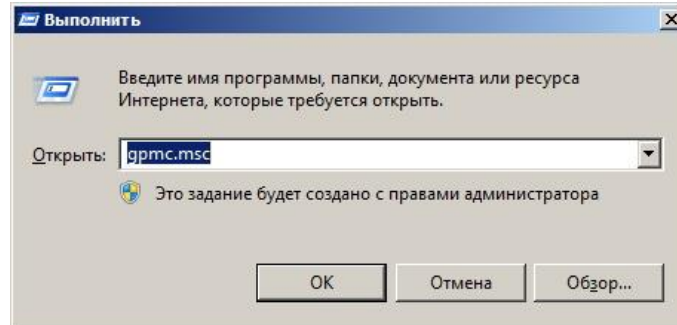 Выполнить
Введите имя программы, папки, документа или ресурса
Интернета, которые требуется открыть.
Открыть: gpmc.msc
Это задание будет создано с правами администратора
ОК Отмена Обзор...